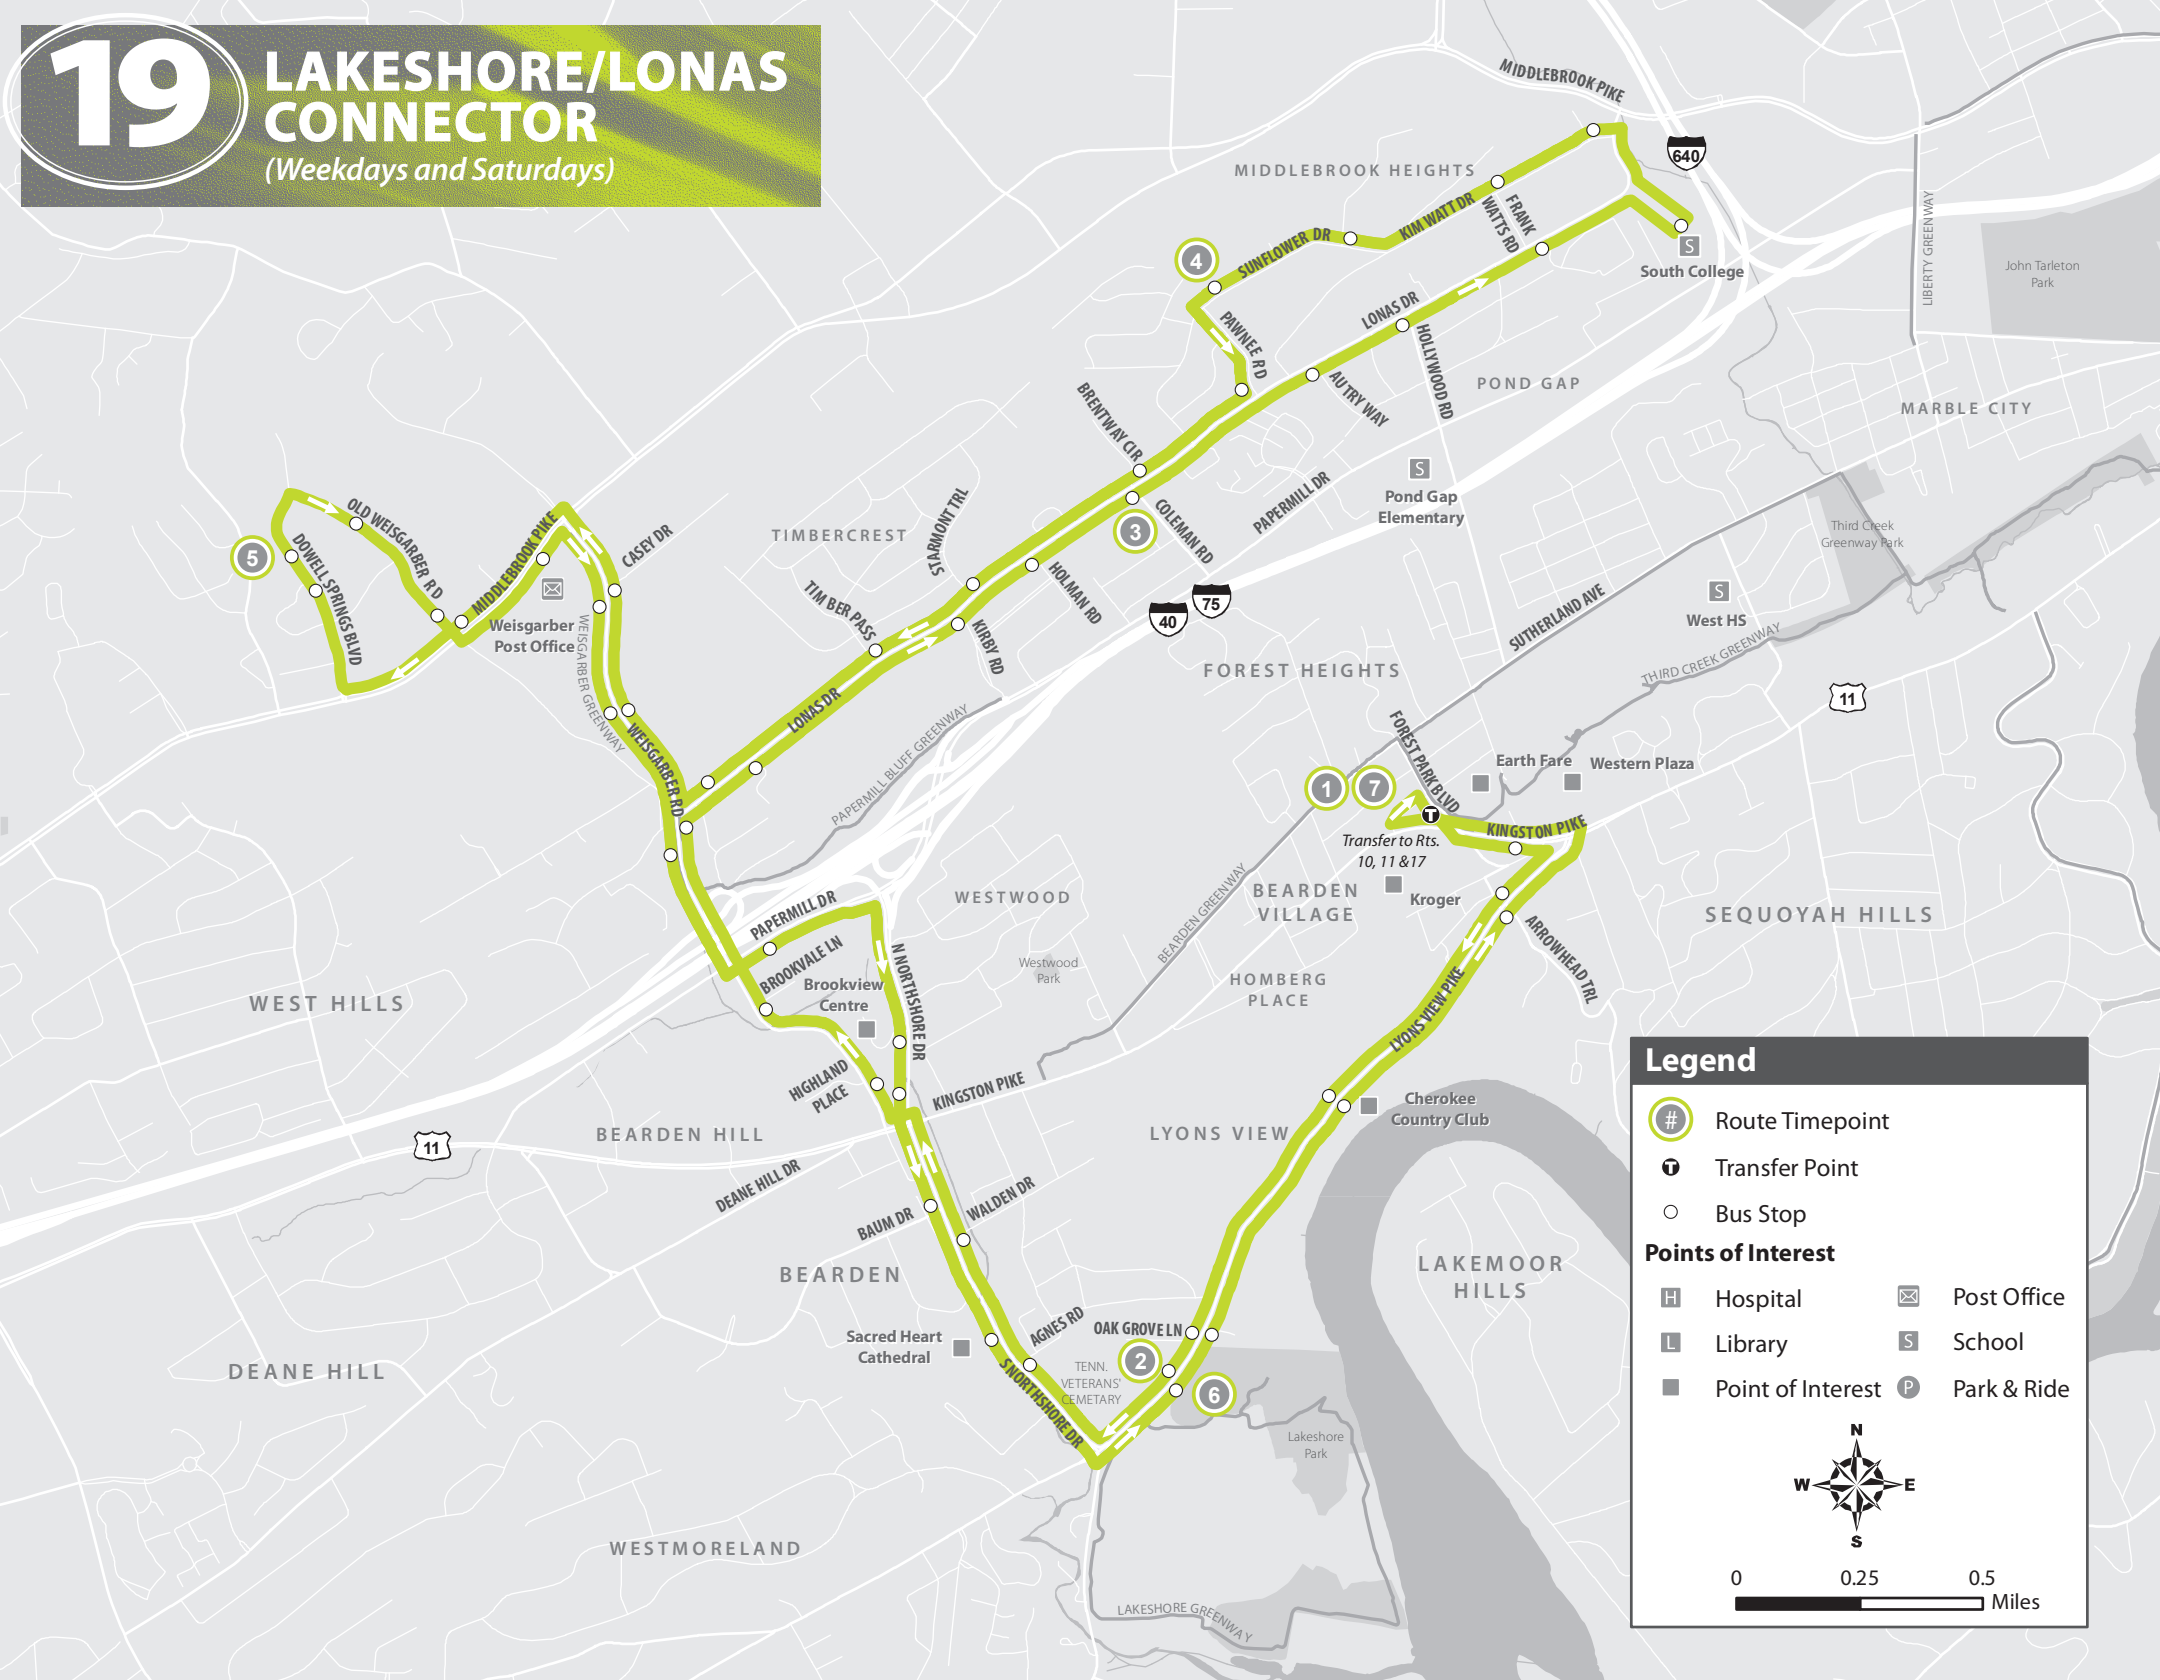 19
LAKESHORE/LONAS
CONNECTOR
(Weekdays and Saturdays)
MIDDLEBROOK PIKE
640
MIDDLEBROOK HEIGHTS
KIM WATT DR
FRANK
WATTS RD
LIBERTY GREENWAY
4
SUNFLOWER DR
S
South College
John Tarleton
Park
LONAS DR
PAWNEE RD
HOLLYWOOD RD
POND GAP
AUTRY WAY
MARBLE CITY
BRENTWAY CIR
S
Pond Gap
Elementary
PAPERMILL DR
COLEMAN RD
3
STARMONT TRL
TIMBERCREST
Third Creek
Greenway Park
OLD WEISGARBER RD
MIDDLEBROOK PIKE
CASEY DR
5
DOWELL SPRINGS BLVD
Weisgarber
Post Office
WEISGARBER GREENWAY
TIM BER PASS
KIRBY RD
HOLMAN RD
75
40
S
West HS
SUTHERLAND AVE
THIRD CREEK GREENWAY
11
FOREST HEIGHTS
LONAS DR
WEISGARBER RD
PAPERMILL BLUFF GREENWAY
FOREST PARK BLVD
Earth Fare
Western Plaza
1
7
T
KINGSTON PIKE
Transfer to Rts.
10, 11 &17
Kroger
BEARDEN
VILLAGE
BEARDEN GREENWAY
WESTWOOD
SEQUOYAH HILLS
ARROWHEAD TRL
PAPERMILL DR
BROOKVALE LN
Brookview
Centre
N NORTHSHORE DR
Westwood
Park
HOMBERG
PLACE
LYONS VIEW PIKE
WEST HILLS
HIGHLAND
PLACE
KINGSTON PIKE
Cherokee
Country Club
11
BEARDEN HILL
LYONS VIEW
DEANE HILL DR
BAUM DR
WALDEN DR
BEARDEN
LAKEMOOR
HILLS
AGNES RD
OAK GROVE LN
Sacred Heart
Cathedral
S NORTHSHORE DR
TENN.
VETERANS'
CEMETARY
2
6
DEANE HILL
Lakeshore
Park
WESTMORELAND
LAKESHORE GREENWAY
Legend
# Route Timepoint
T Transfer Point
Bus Stop
Points of Interest
H Hospital
Post Office
L Library
S School
Point of Interest
P Park & Ride
N
W E
S
0 0.25 0.5
Miles